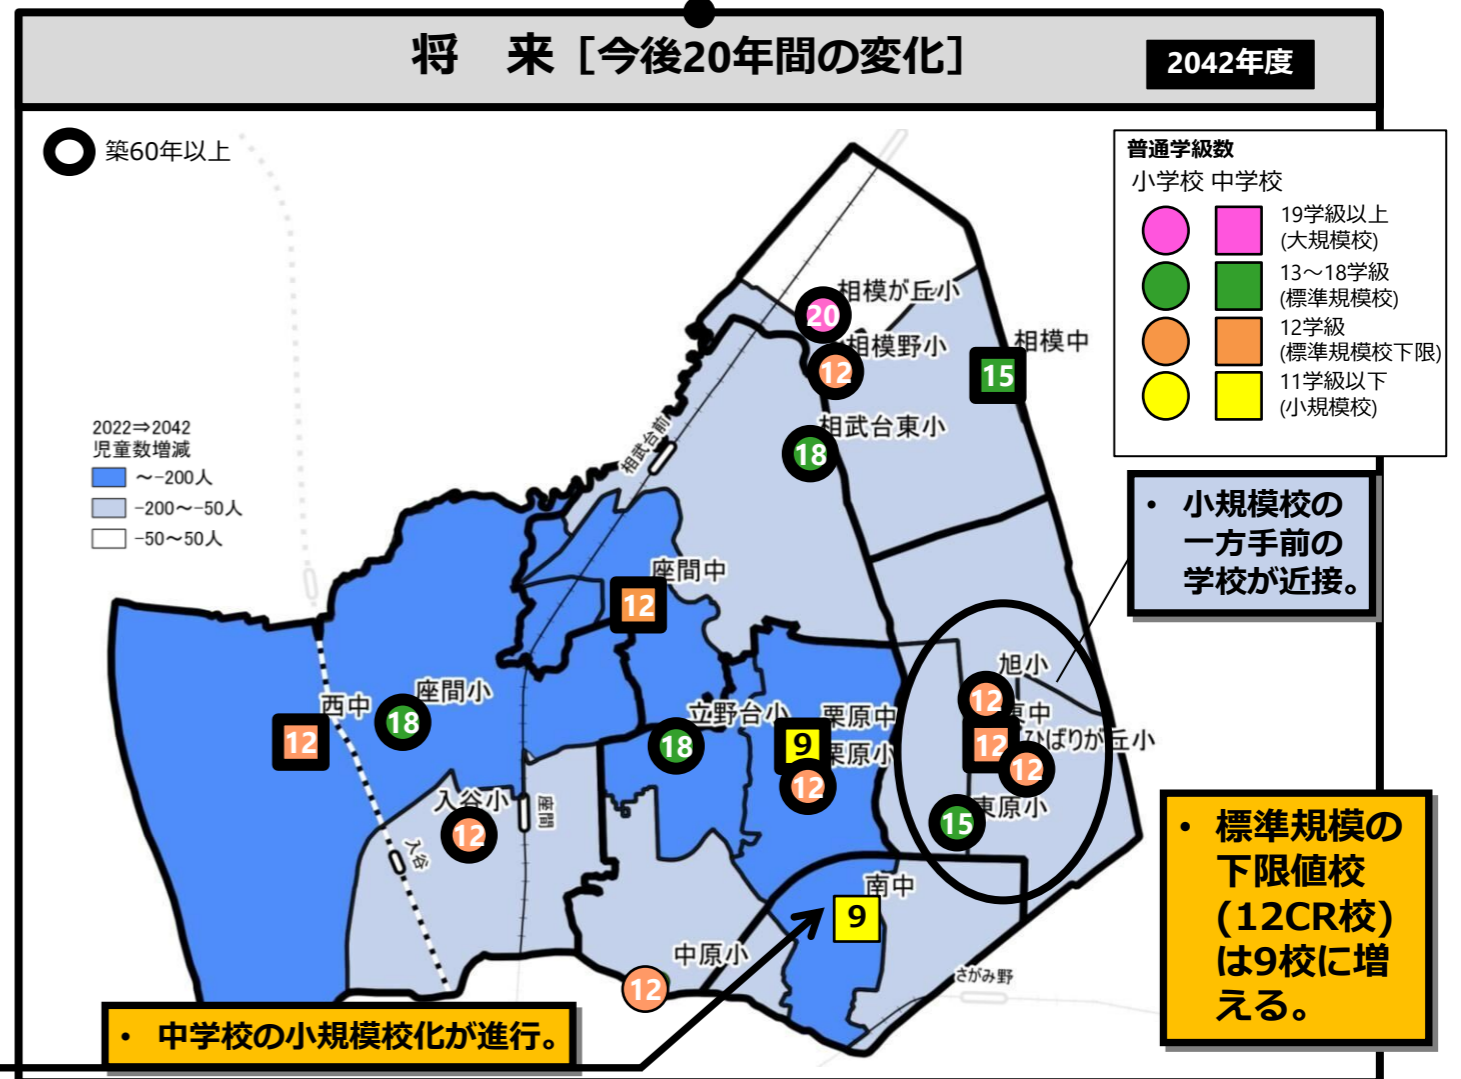 将　来［今後20年間の変化］
2042年度
築60年以上
普通学級数
小学校 中学校
19学級以上
(大規模校)
13～18学級
(標準規模校)
12学級
(標準規模校下限)
11学級以下
(小規模校)
2022⇒2042
児童数増減
～-200人
-200～-50人
-50～50人
相模が丘小
20
相模野小
12
相模中
15
相武台東小
18
相武台前
・ 小規模校の
一方手前の
学校が近接。
座間中
12
旭小
12
西中
12
座間小
18
立野台小
18
栗原中
9
栗原小
12
東中
12
ひばりが丘小
12
入谷小
12
座間
入谷
東原小
15
・ 標準規模の
下限値校
(12CR校)
は9校に増
える。
南中
9
中原小
12
さがみ野
・ 中学校の小規模校化が進行。